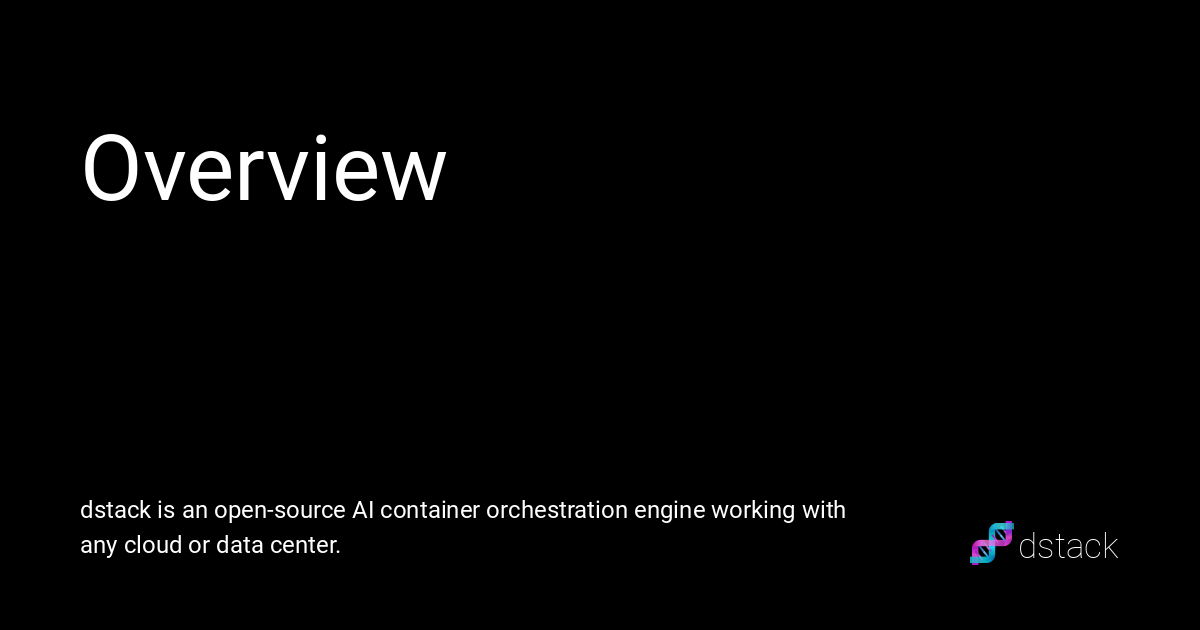 Overview
dstack is an open-source AI container orchestration engine working with
any cloud or data center.
dstack